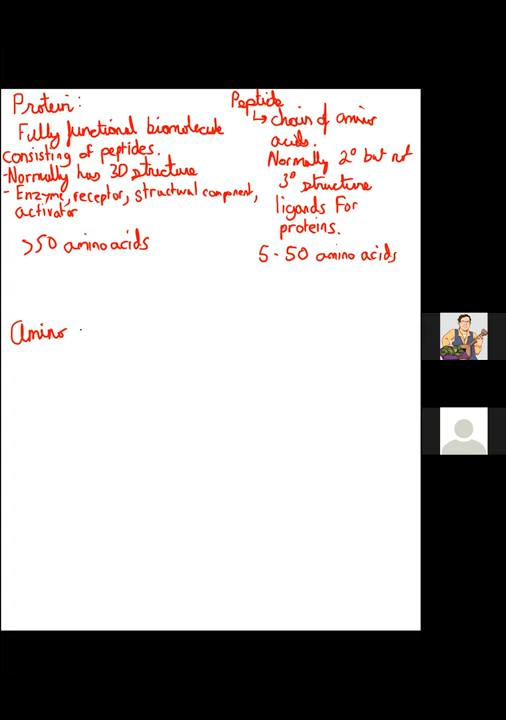 Protein:
Fully functional biomolecule
consisting of peptides.
- Normally has 3D structure
- Enzyme, receptor, structural component,
activator
>50 amino acids
Peptide
↳ chain of amino
acids.
Normally 2° but not
3° structure
ligands for
proteins.
5 - 50 amino acids
Amino